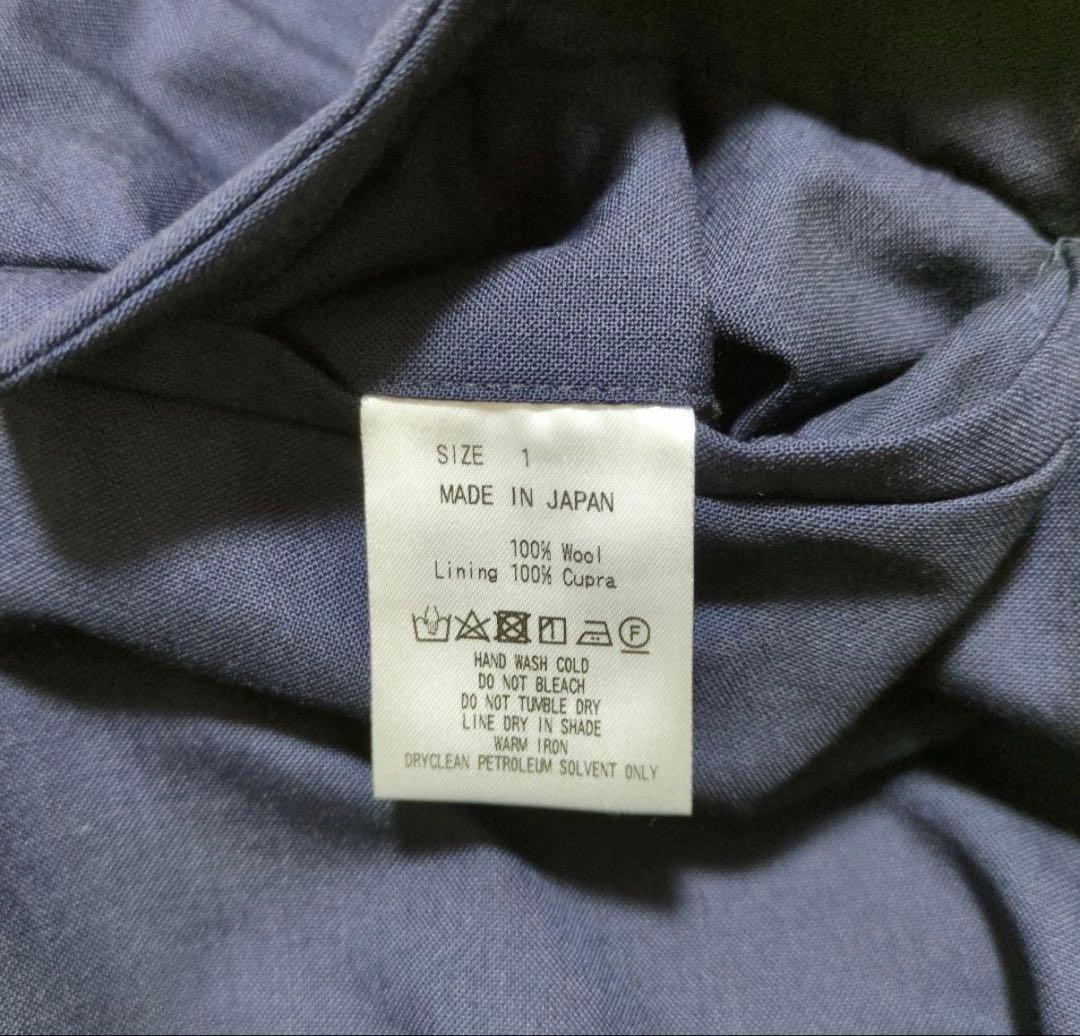 SIZE 1
MADE IN JAPAN
100% Wool
Lining 100% Cupra
F
HAND WASH COLD
DO NOT BLEACH
DO NOT TUMBLE DRY
LINE DRY IN SHADE
WARM IRON
DRYCLEAN PETROLEUM SOLVENT ONLY